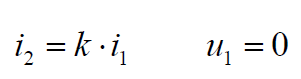 i₂ = k · i₁    u₁ = 0